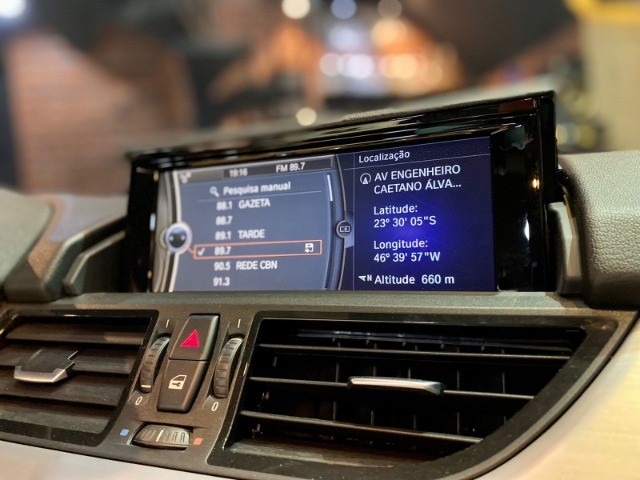 19:16 FM 89.7
Pesquisa manual
88.1 GAZETA
88.7
89.1 TARDE
89.7
90.5 REDE CBN
91.3
Localização
AV ENGENHEIRO
CAETANO ÁLVA...
Latitude:
23° 30' 05"S
Longitude:
46° 39' 57"W
N Altitude 660 m
0 0